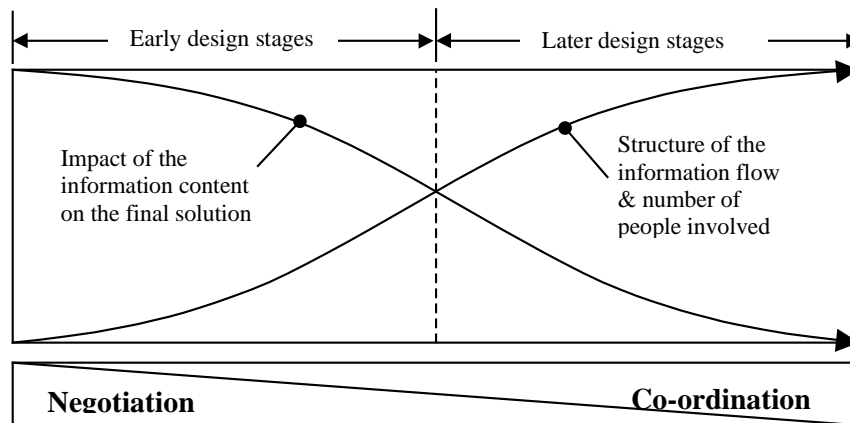 Early design stages
Later design stages
Impact of the
information content
on the final solution
Structure of the
information flow
& number of
people involved
Negotiation
Co-ordination